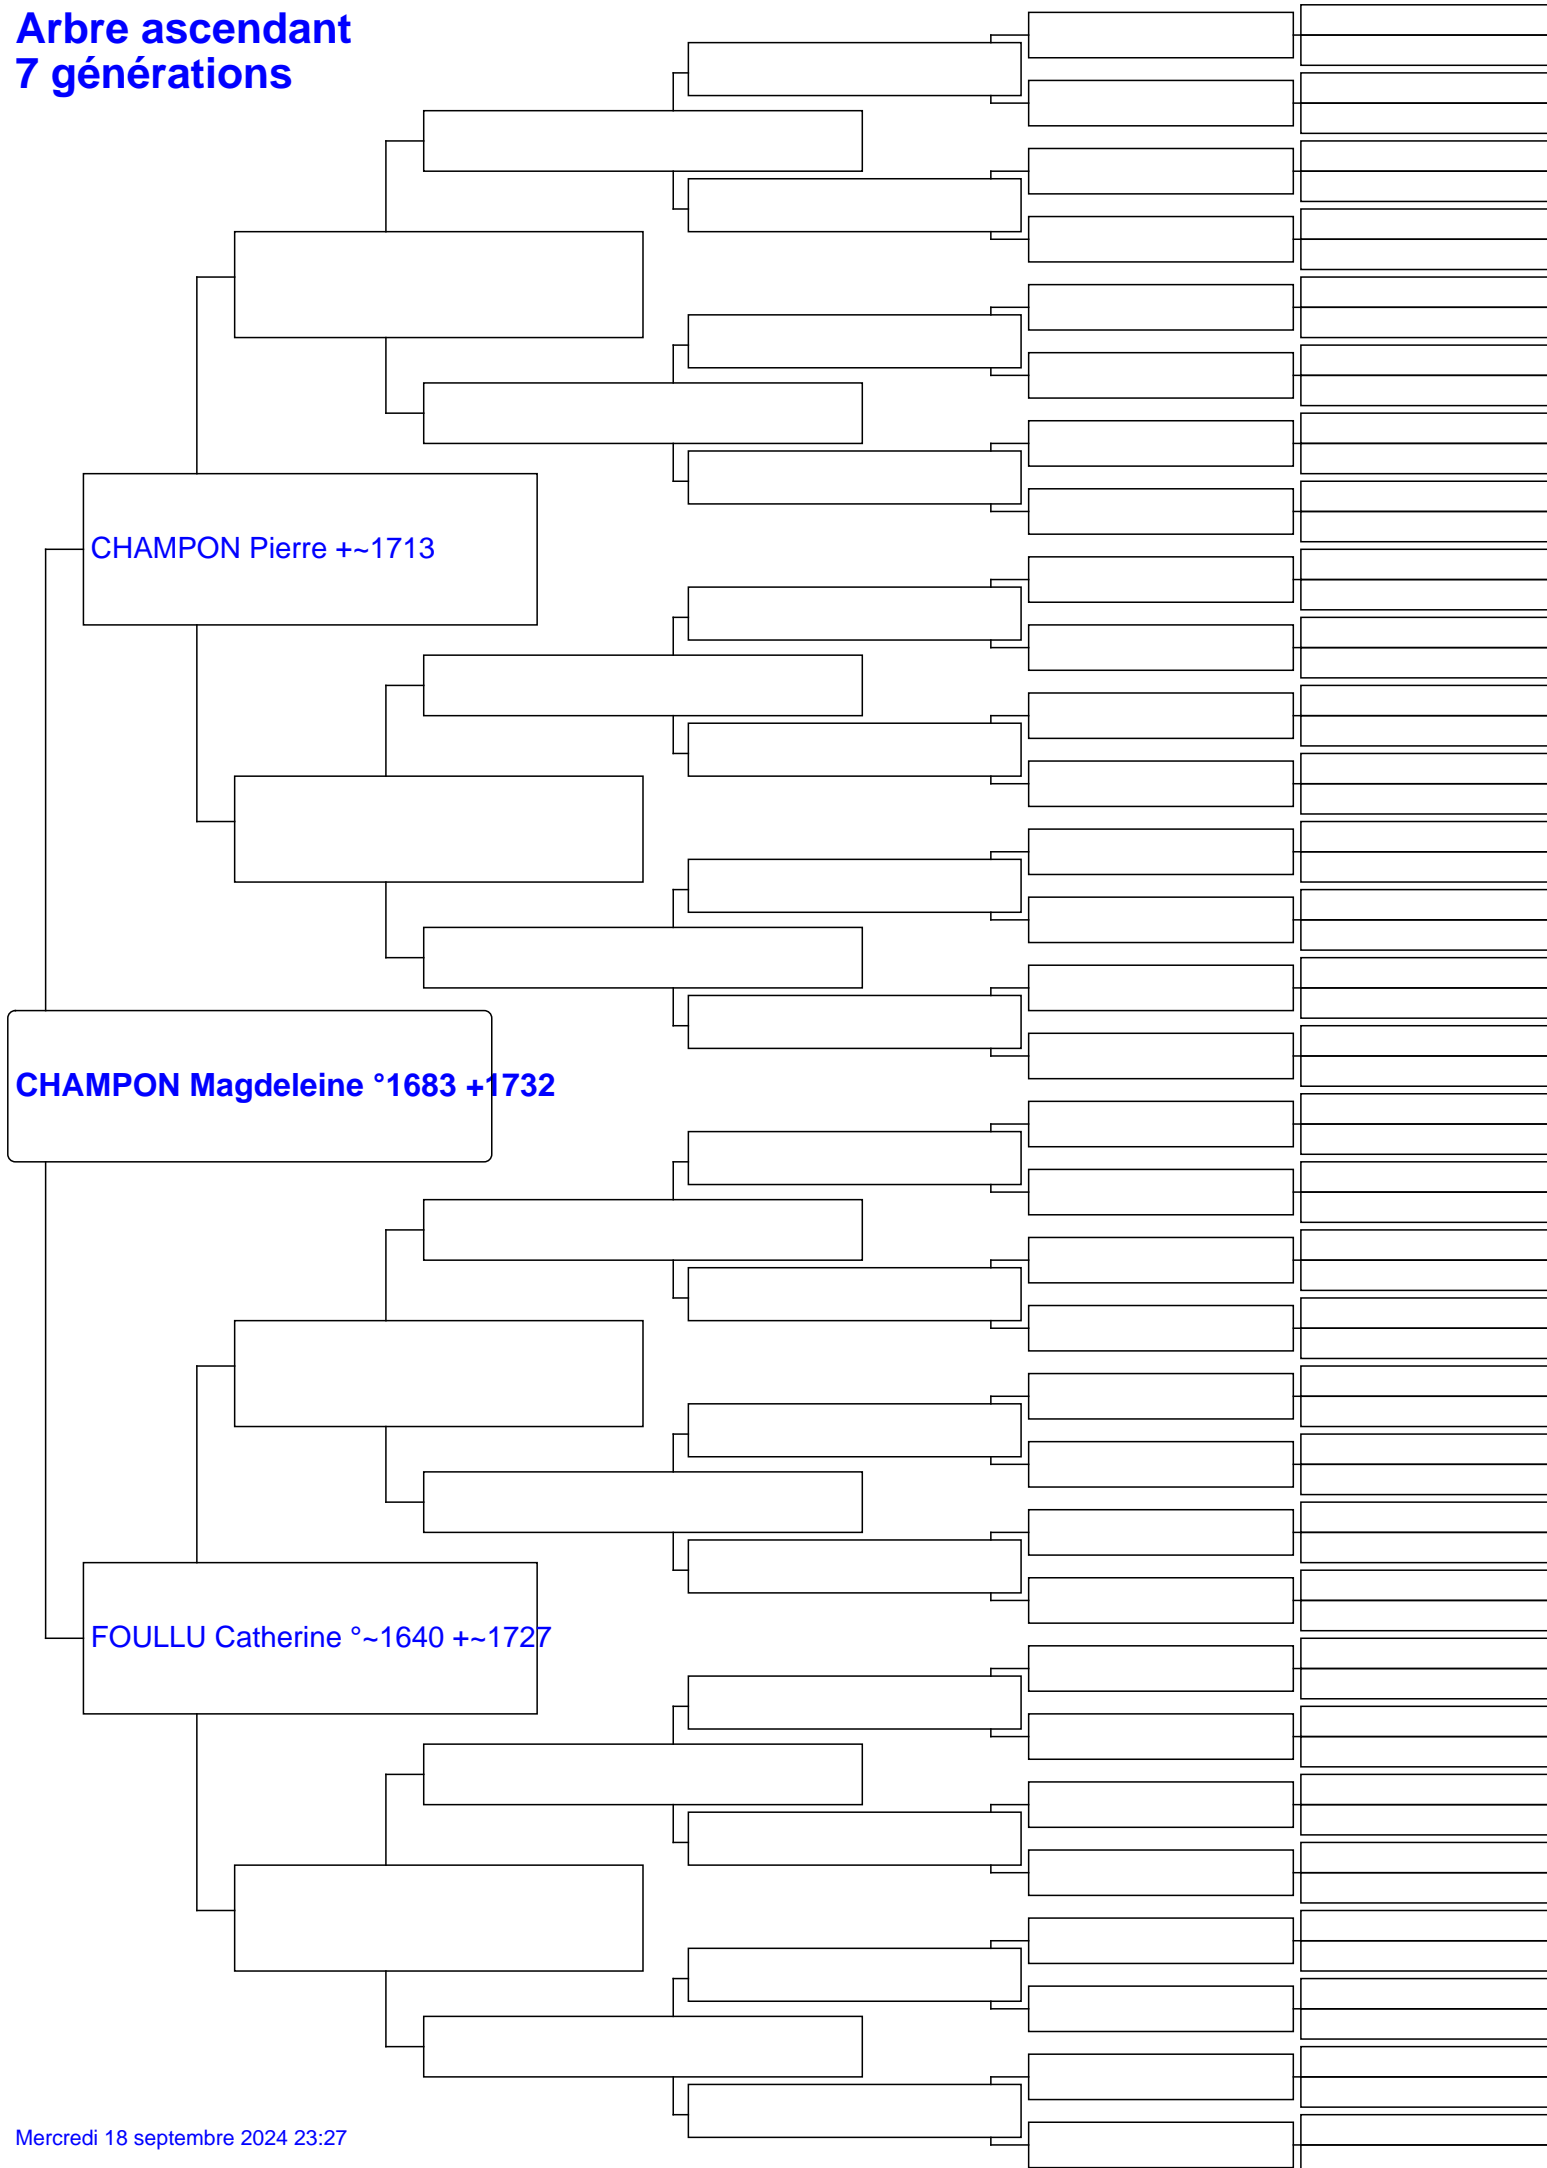 Arbre ascendant
7 générations
CHAMPON Pierre +~1713
CHAMPON Magdeleine °1683 +1732
FOULLU Catherine °~1640 +~1727
Mercredi 18 septembre 2024 23:27